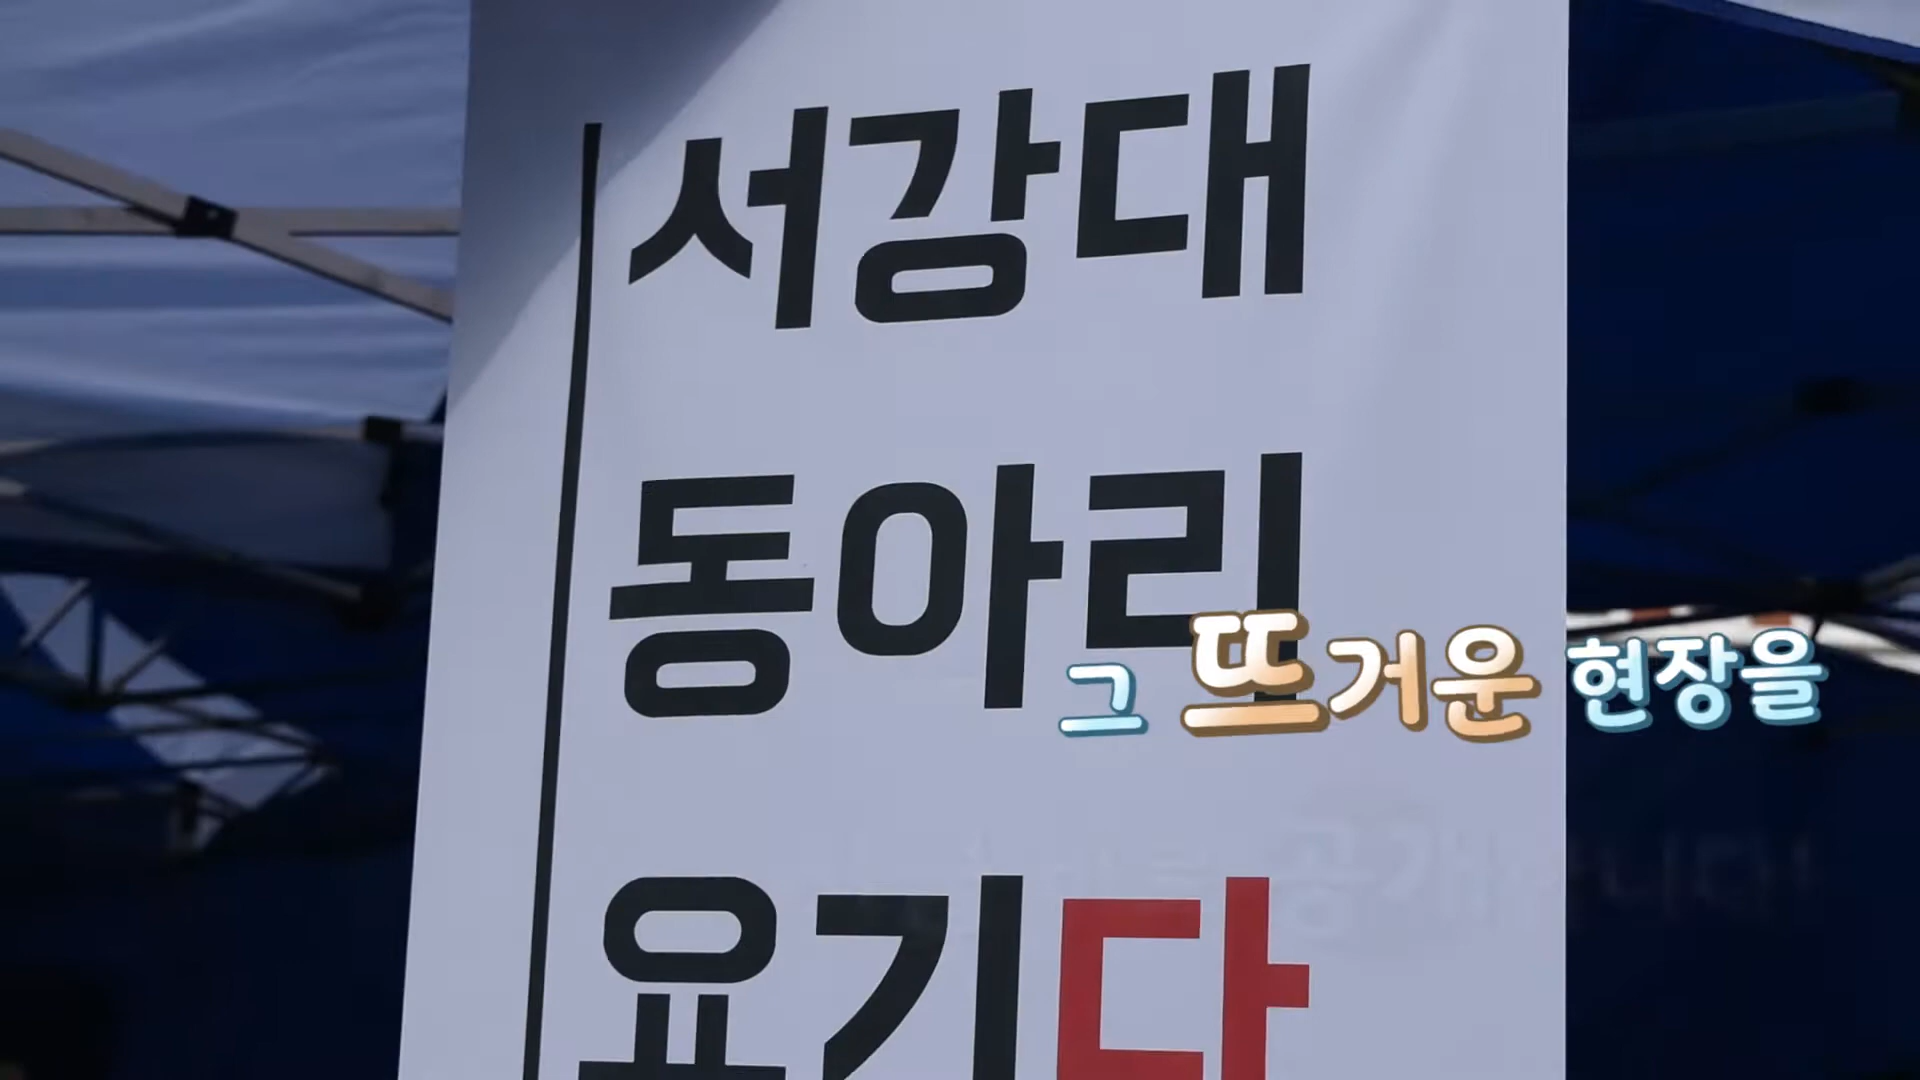 서강대
동아리
그 뜨거운 현장을
요기다